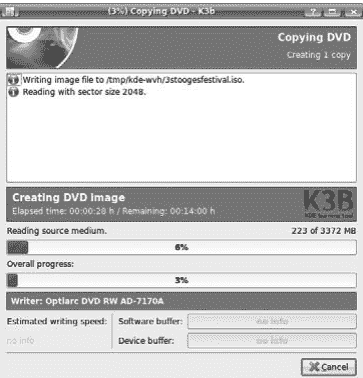 (3%) Copying DVD - K3b
Copying DVD
Creating 1 copy
Writing image file to /tmp/kde-wvh/3stoogesfestival.iso.
Reading with sector size 2048.
Creating DVD Image
Elapsed time: 00:00:28 h / Remaining: 00:14:00 h
K3B
Reading source medium. 223 of 3372 MB
6%
Overall progress:
3%
Writer: Optiarc DVD RW AD-7170A
Estimated writing speed: Software buffer: no info
no info Device buffer: no info
Cancel